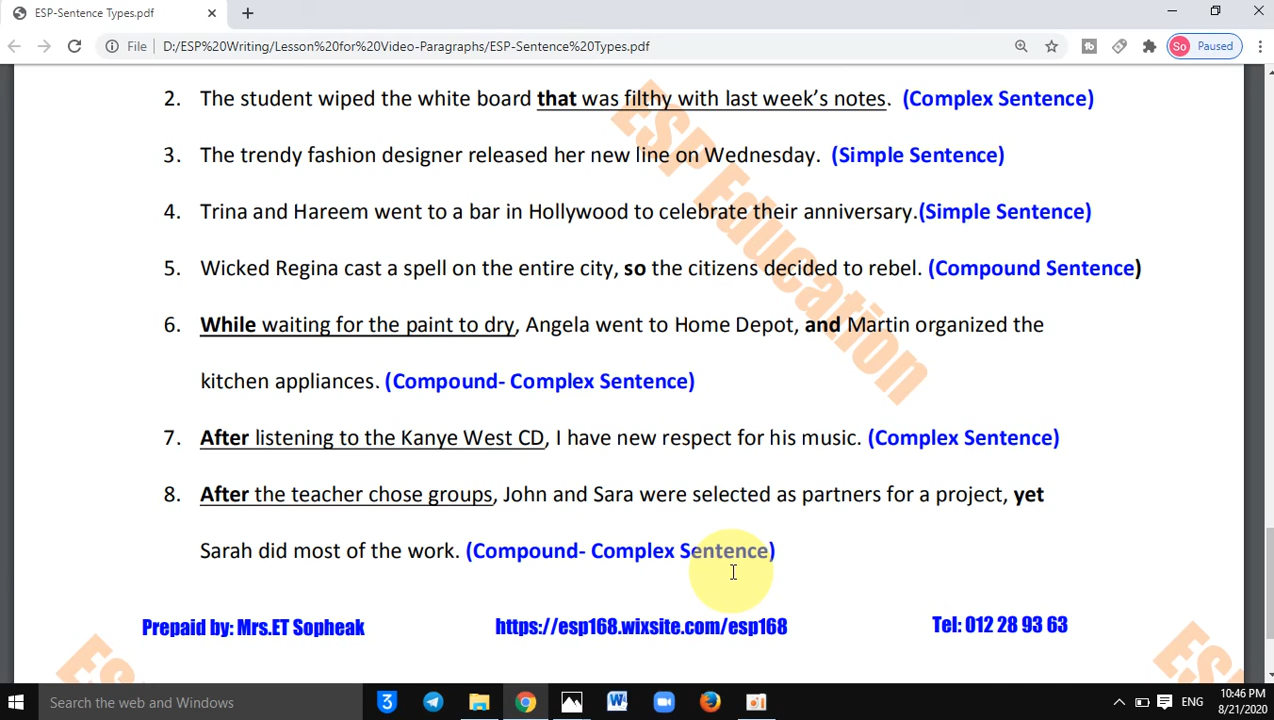 ESP-Sentence Types.pdf
File
D:/ESP%20Writing/Lesson%20for%20Video-Paragraphs/ESP-Sentence%20Types.pdf
So
Paused
2. The student wiped the white board that was filthy with last week’s notes. (Complex Sentence)
3. The trendy fashion designer released her new line on Wednesday. (Simple Sentence)
4. Trina and Hareem went to a bar in Hollywood to celebrate their anniversary.(Simple Sentence)
5. Wicked Regina cast a spell on the entire city, so the citizens decided to rebel. (Compound Sentence)
6. While waiting for the paint to dry, Angela went to Home Depot, and Martin organized the
kitchen appliances. (Compound- Complex Sentence)
7. After listening to the Kanye West CD, I have new respect for his music. (Complex Sentence)
8. After the teacher chose groups, John and Sara were selected as partners for a project, yet
Sarah did most of the work. (Compound- Complex Sentence)
ESP Education
Prepaid by: Mrs.ET Sopheak
https://esp168.wixsite.com/esp168
Tel: 012 28 93 63
Search the web and Windows
ENG
10:46 PM
8/21/2020